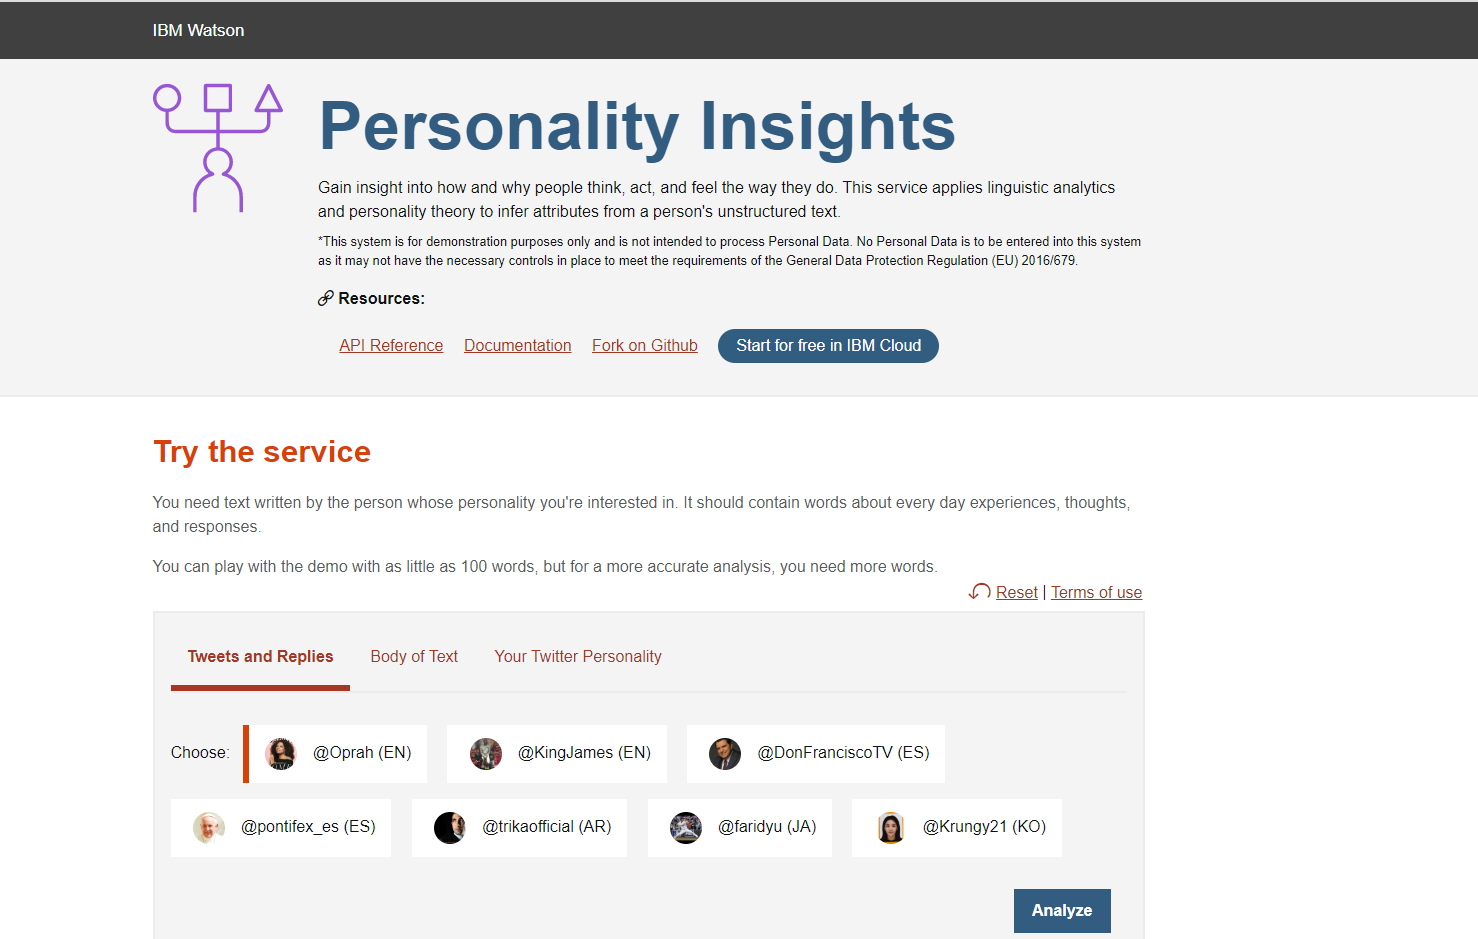 IBM Watson
Personality Insights
Gain insight into how and why people think, act, and feel the way they do. This service applies linguistic analytics
and personality theory to infer attributes from a person's unstructured text.
*This system is for demonstration purposes only and is not intended to process Personal Data. No Personal Data is to be entered into this system
as it may not have the necessary controls in place to meet the requirements of the General Data Protection Regulation (EU) 2016/679.
Resources:
API Reference Documentation Fork on Github Start for free in IBM Cloud
Try the service
You need text written by the person whose personality you're interested in. It should contain words about every day experiences, thoughts,
and responses.
You can play with the demo with as little as 100 words, but for a more accurate analysis, you need more words.
Reset | Terms of use
Tweets and Replies Body of Text Your Twitter Personality
Choose: @Oprah (EN) @KingJames (EN) @DonFranciscoTV (ES)
@pontifex_es (ES) @trikaofficial (AR) @faridyu (JA) @Krungy21 (KO)
Analyze